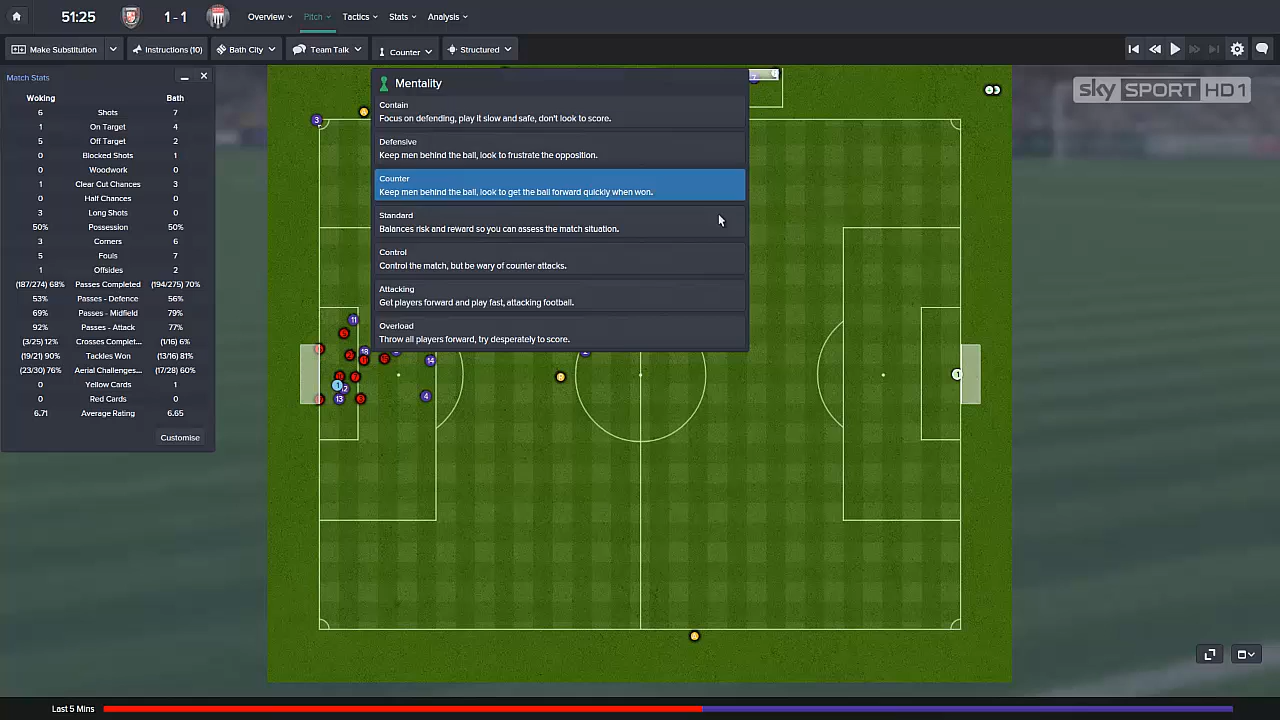 51:25
1 - 1
Overview
Pitch
Tactics
Stats
Analysis
Make Substitution
Instructions (10)
Bath City
Team Talk
Counter
Structured
Match Stats
Woking Bath
6 Shots 7
1 On Target 4
5 Off Target 2
0 Blocked Shots 1
0 Woodwork 0
1 Clear Cut Chances 3
0 Half Chances 0
3 Long Shots 0
50% Possession 50%
3 Corners 6
5 Fouls 7
1 Offsides 2
(187/274) 68% Passes Completed (194/275) 70%
53% Passes - Defence 56%
69% Passes - Midfield 79%
92% Passes - Attack 77%
(3/25) 12% Crosses Complet... (1/16) 6%
(19/21) 90% Tackles Won (13/16) 81%
(23/30) 76% Aerial Challenges... (17/28) 60%
0 Yellow Cards 1
0 Red Cards 0
6.71 Average Rating 6.65
Customise
Mentality
Contain
Focus on defending, play it slow and safe, don't look to score.
Defensive
Keep men behind the ball, look to frustrate the opposition.
Counter
Keep men behind the ball, look to get the ball forward quickly when won.
Standard
Balances risk and reward so you can assess the match situation.
Control
Control the match, but be wary of counter attacks.
Attacking
Get players forward and play fast, attacking football.
Overload
Throw all players forward, try desperately to score.
sky SPORT HD1
3
11
14
4
13
1
Last 5 Mins